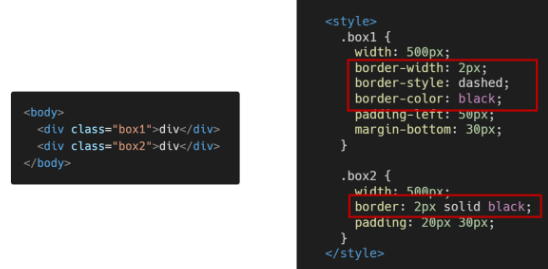 <body>
<div class="box1">div</div>
<div class="box2">div</div>
</body>
<style>
.box1 {
width: 500px;
border-width: 2px;
border-style: dashed;
border-color: black;
padding-left: 50px;
margin-bottom: 30px;
}
.box2 {
width: 500px;
border: 2px solid black;
padding: 20px 30px;
}
</style>